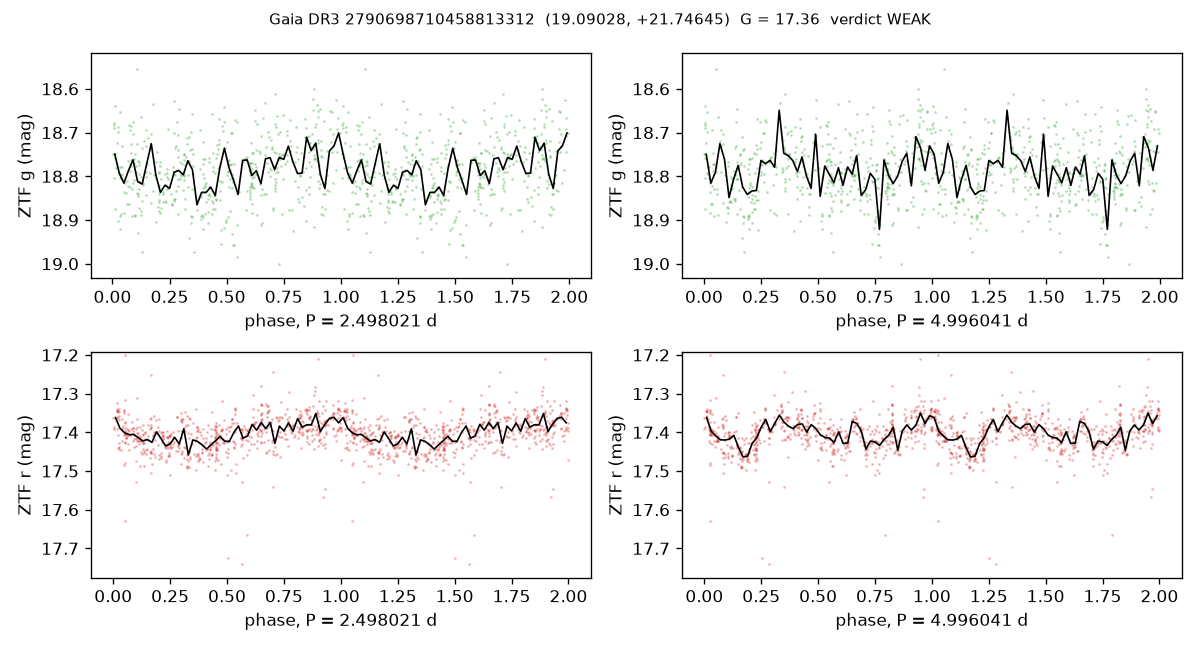 Gaia DR3 2790698710458813312  (19.09028, +21.74645)  G = 17.36  verdict WEAK
ZTF g (mag)
18.6
18.7
18.8
18.9
19.0
0.00 0.25 0.50 0.75 1.00 1.25 1.50 1.75 2.00
phase, P = 2.498021 d
ZTF g (mag)
18.6
18.7
18.8
18.9
19.0
0.00 0.25 0.50 0.75 1.00 1.25 1.50 1.75 2.00
phase, P = 4.996041 d
ZTF r (mag)
17.2
17.3
17.4
17.5
17.6
17.7
0.00 0.25 0.50 0.75 1.00 1.25 1.50 1.75 2.00
phase, P = 2.498021 d
ZTF r (mag)
17.2
17.3
17.4
17.5
17.6
17.7
0.00 0.25 0.50 0.75 1.00 1.25 1.50 1.75 2.00
phase, P = 4.996041 d